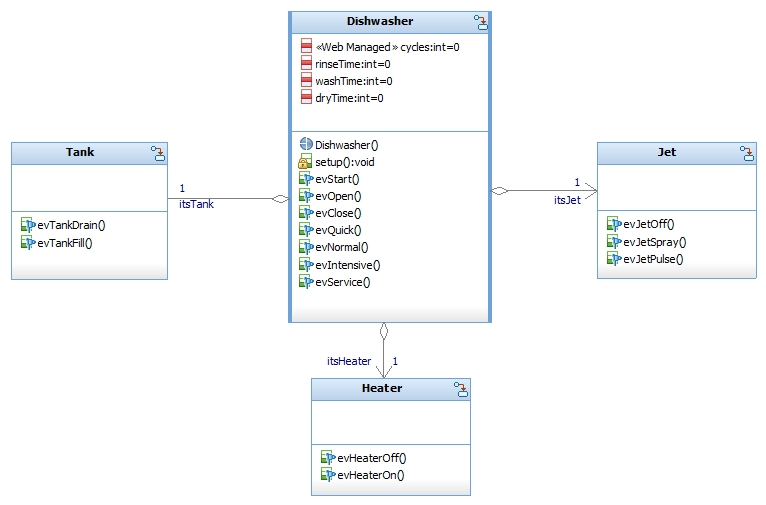 Dishwasher
«Web Managed» cycles:int=0
rinseTime:int=0
washTime:int=0
dryTime:int=0
Dishwasher()
setup():void
evStart()
evOpen()
evClose()
evQuick()
evNormal()
evIntensive()
evService()
Tank
evTankDrain()
evTankFill()
1
itsTank
Jet
evJetOff()
evJetSpray()
evJetPulse()
1
itsJet
itsHeater
1
Heater
evHeaterOff()
evHeaterOn()